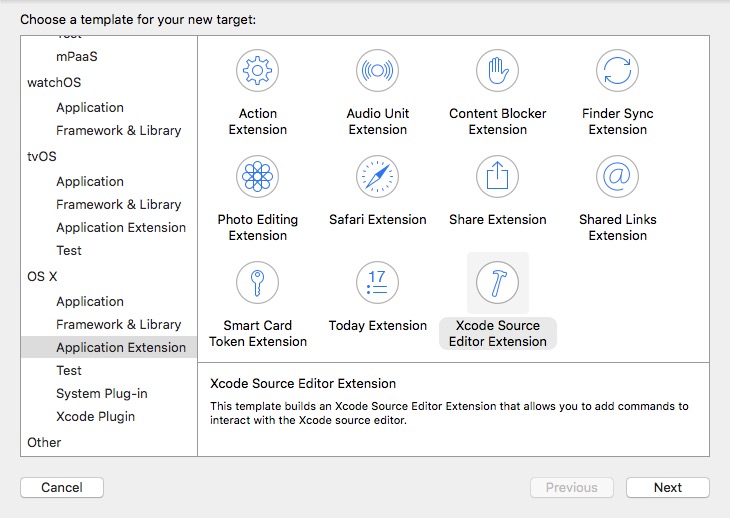 Choose a template for your new target:
mPaaS
watchOS
Application
Framework & Library
tvOS
Application
Framework & Library
Application Extension
Test
OS X
Application
Framework & Library
Application Extension
Test
System Plug-in
Xcode Plugin
Other
Action
Extension
Audio Unit
Extension
Content Blocker
Extension
Finder Sync
Extension
Photo Editing
Extension
Safari Extension
Share Extension
@
Shared Links
Extension
Smart Card
Token Extension
17
Today Extension
Xcode Source
Editor Extension
Xcode Source Editor Extension
This template builds an Xcode Source Editor Extension that allows you to add commands to
interact with the Xcode source editor.
Cancel
Previous
Next